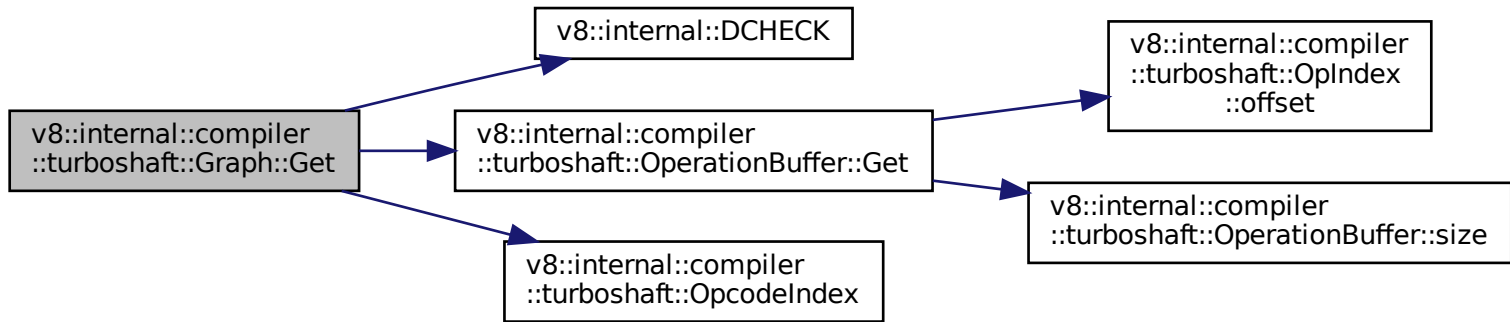 v8::internal::DCHECK
v8::internal::compiler
::turboshaft::OpIndex
::offset
v8::internal::compiler
::turboshaft::Graph::Get
v8::internal::compiler
::turboshaft::OperationBuffer::Get
v8::internal::compiler
::turboshaft::OperationBuffer::size
v8::internal::compiler
::turboshaft::OpcodeIndex